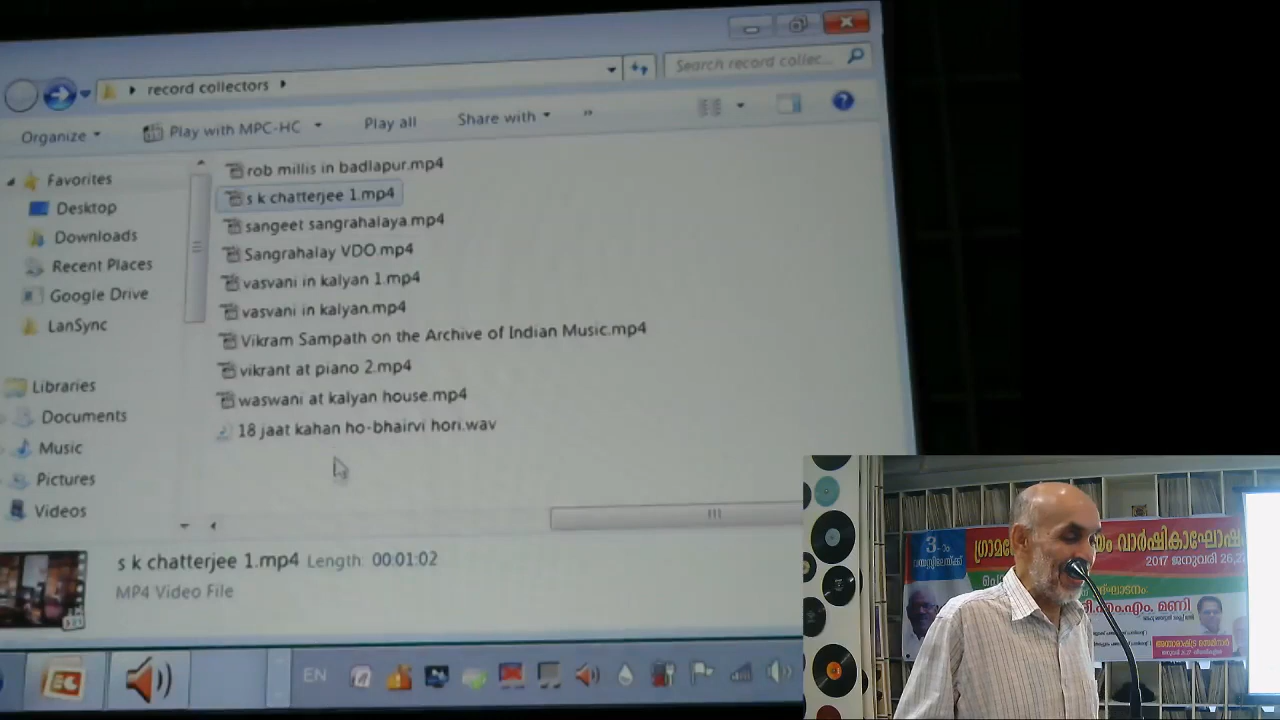 record collectors
Search record collec...
Organize
Play with MPC-HC
Play all
Share with
»
Favorites
Desktop
Downloads
Recent Places
Google Drive
LanSync
Libraries
Documents
Music
Pictures
Videos
rob millis in badlapur.mp4
s k chatterjee 1.mp4
sangeet sangrahalaya.mp4
Sangrahalay VDO.mp4
vasvani in kalyan 1.mp4
vasvani in kalyan.mp4
Vikram Sampath on the Archive of Indian Music.mp4
vikrant at piano 2.mp4
waswani at kalyan house.mp4
18 jaat kahan ho-bhairvi hori.wav
s k chatterjee 1.mp4 Length: 00:01:02
MP4 Video File
EN
3-ാം
യം വാർഷികാഘോഷ
2017 ജനുവരി 26,2
എം. മണി